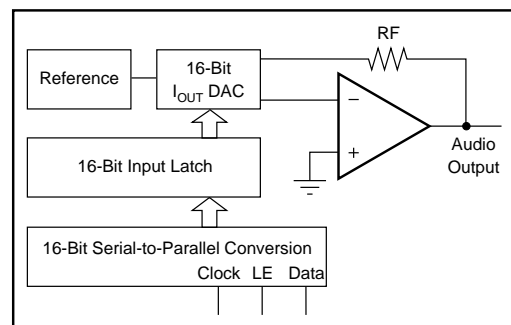 RF
Reference
16-Bit
IOUT DAC
−
+
Audio
Output
16-Bit Input Latch
16-Bit Serial-to-Parallel Conversion
Clock LE Data